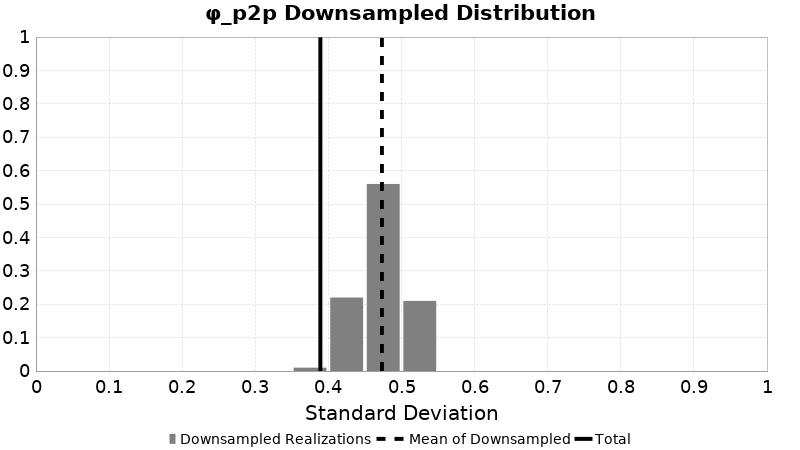 φ_p2p Downsampled Distribution
1
0.9
0.8
0.7
0.6
0.5
0.4
0.3
0.2
0.1
0
0 0.1 0.2 0.3 0.4 0.5 0.6 0.7 0.8 0.9 1
Standard Deviation
Downsampled Realizations Mean of Downsampled Total